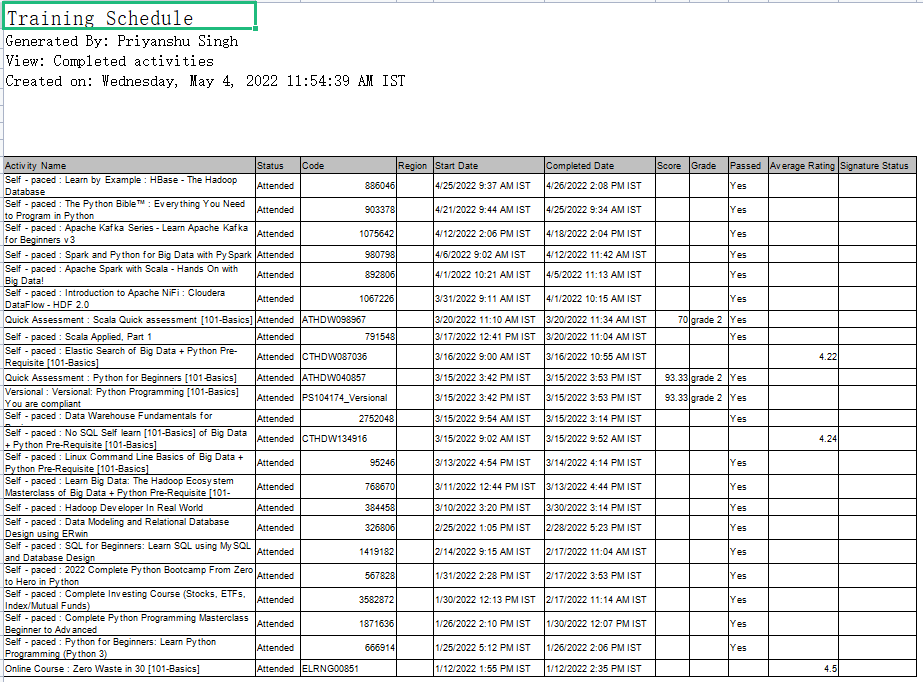 Training Schedule
Generated By: Priyanshu Singh
View: Completed activities
Created on: Wednesday, May 4, 2022 11:54:39 AM IST
Activity Name Status Code Region Start Date Completed Date Score Grade Passed Average Rating Signature Status
Self - paced : Learn by Example : HBase - The Hadoop
Database Attended 886046 4/25/2022 9:37 AM IST 4/26/2022 2:08 PM IST Yes
Self - paced : The Python Bible™ : Everything You Need
to Program in Python Attended 903378 4/21/2022 9:44 AM IST 4/25/2022 9:34 AM IST Yes
Self - paced : Apache Kafka Series - Learn Apache Kafka
for Beginners v3 Attended 1075642 4/12/2022 2:06 PM IST 4/18/2022 2:04 PM IST Yes
Self - paced : Spark and Python for Big Data with PySpark Attended 980798 4/6/2022 9:02 AM IST 4/12/2022 11:42 AM IST Yes
Self - paced : Apache Spark with Scala - Hands On with
Big Data! Attended 892806 4/1/2022 10:21 AM IST 4/5/2022 11:13 AM IST Yes
Self - paced : Introduction to Apache NiFi : Cloudera
DataFlow - HDF 2.0 Attended 1067226 3/31/2022 9:11 AM IST 4/1/2022 10:15 AM IST Yes
Quick Assessment : Scala Quick assessment [101-Basics] Attended ATHDW098967 3/20/2022 11:10 AM IST 3/20/2022 11:34 AM IST 70 grade 2 Yes
Self - paced : Scala Applied, Part 1 Attended 791548 3/17/2022 12:41 PM IST 3/20/2022 11:04 AM IST Yes
Self - paced : Elastic Search of Big Data + Python Pre-
Requisite [101-Basics] Attended CTHDW087036 3/16/2022 9:00 AM IST 3/16/2022 10:55 AM IST 4.22
Quick Assessment : Python for Beginners [101-Basics] Attended ATHDW040857 3/15/2022 3:42 PM IST 3/15/2022 3:53 PM IST 93.33 grade 2 Yes
Versional : Versional: Python Programming [101-Basics]
You are compliant Attended PS104174_Versional 3/15/2022 3:42 PM IST 3/15/2022 3:53 PM IST 93.33 grade 2 Yes
Self - paced : Data Warehouse Fundamentals for
Attended 2752048 3/15/2022 9:54 AM IST 3/15/2022 3:14 PM IST Yes
Self - paced : No SQL Self learn [101-Basics] of Big Data
+ Python Pre-Requisite [101-Basics] Attended CTHDW134916 3/15/2022 9:02 AM IST 3/15/2022 9:52 AM IST 4.24
Self - paced : Linux Command Line Basics of Big Data +
Python Pre-Requisite [101-Basics] Attended 95246 3/13/2022 4:54 PM IST 3/14/2022 4:14 PM IST Yes
Self - paced : Learn Big Data: The Hadoop Ecosystem
Masterclass of Big Data + Python Pre-Requisite [101- Attended 768670 3/11/2022 12:44 PM IST 3/13/2022 4:44 PM IST Yes
Self - paced : Hadoop Developer In Real World Attended 384458 3/10/2022 3:20 PM IST 3/30/2022 3:14 PM IST Yes
Self - paced : Data Modeling and Relational Database
Design using ERwin Attended 326806 2/25/2022 1:05 PM IST 2/28/2022 5:23 PM IST Yes
Self - paced : SQL for Beginners: Learn SQL using MySQL
and Database Design Attended 1419182 2/14/2022 9:15 AM IST 2/17/2022 11:04 AM IST Yes
Self - paced : 2022 Complete Python Bootcamp From Zero
to Hero in Python Attended 567828 1/31/2022 2:28 PM IST 2/17/2022 3:53 PM IST Yes
Self - paced : Complete Investing Course (Stocks, ETFs,
Index/Mutual Funds) Attended 3582872 1/30/2022 12:13 PM IST 2/17/2022 11:14 AM IST Yes
Self - paced : Complete Python Programming Masterclass
Beginner to Advanced Attended 1871636 1/26/2022 2:10 PM IST 1/30/2022 12:07 PM IST Yes
Self - paced : Python for Beginners: Learn Python
Programming (Python 3) Attended 666914 1/25/2022 5:12 PM IST 1/26/2022 2:06 PM IST Yes
Online Course : Zero Waste in 30 [101-Basics] Attended ELRNG00851 1/12/2022 1:55 PM IST 1/12/2022 2:35 PM IST 4.5